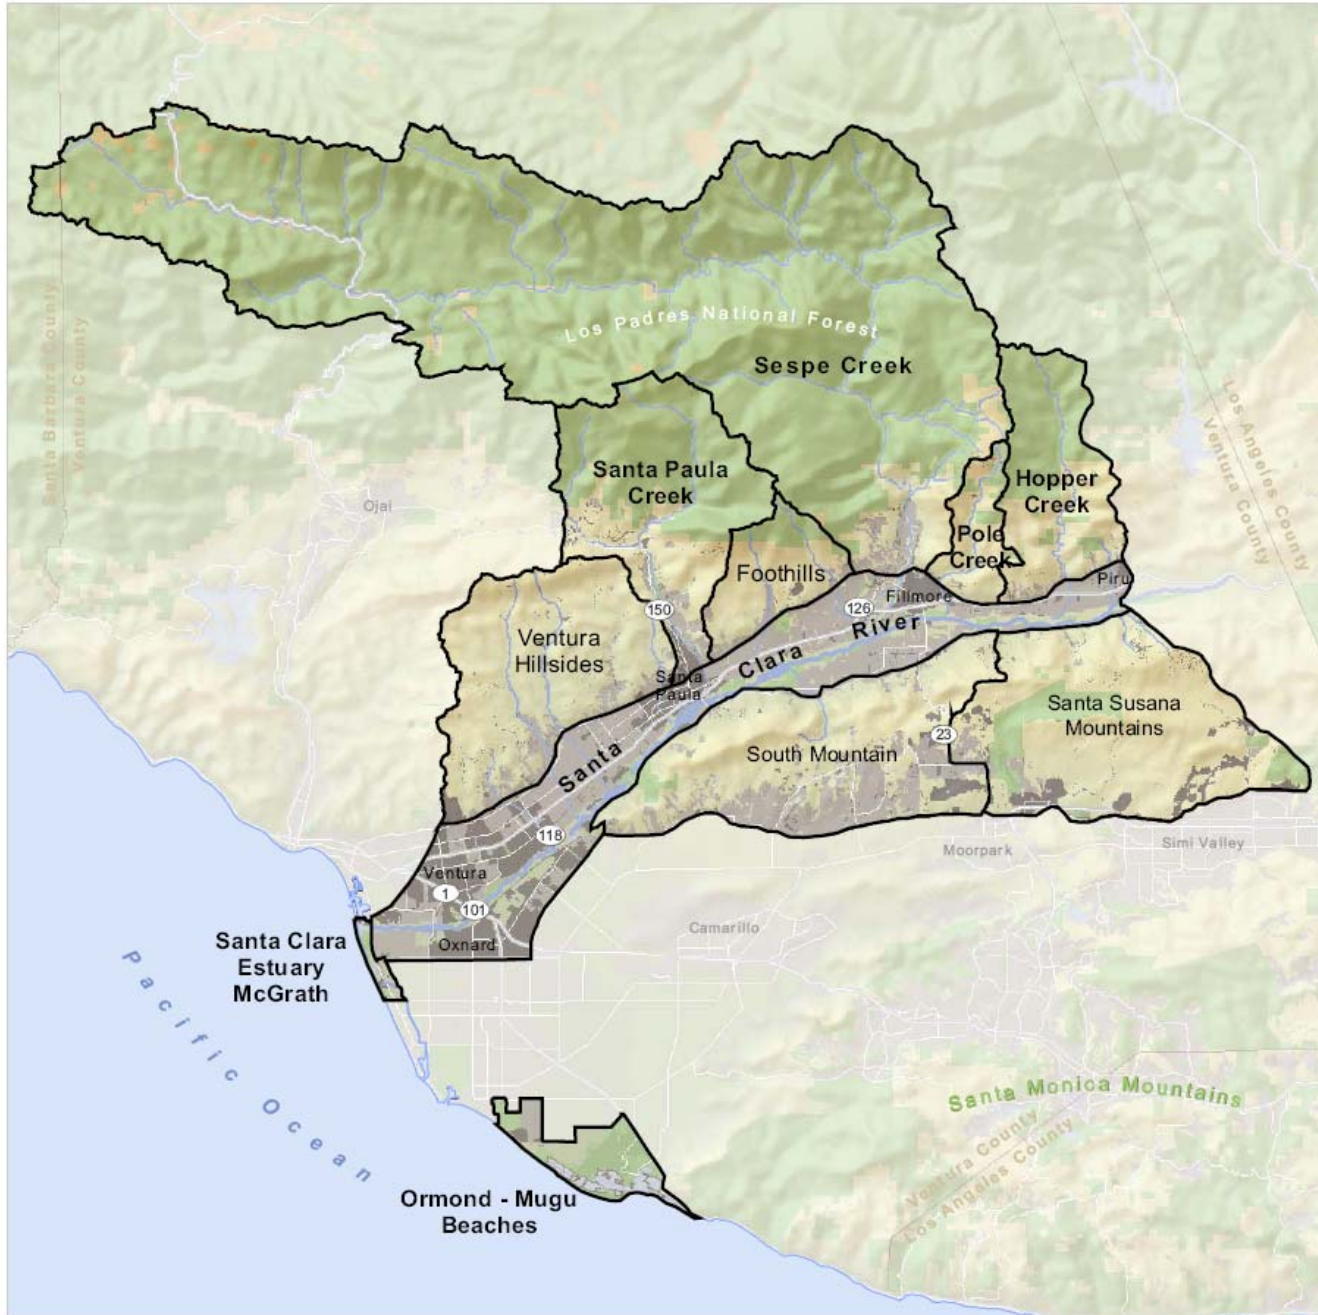 Los Padres National Forest
Sespe Creek
Santa Barbara County
Ventura County
Los Angeles County
Ventura County
Santa Paula
Creek
Hopper
Creek
Ojai
Pole
Creek
Foothills
Piru
Fillmore
126
150
Ventura
Hillsides
Santa Clara River
Santa
Paula
Santa Susana
Mountains
South Mountain
23
118
Moorpark
Simi Valley
Ventura
1
101
Oxnard
Camarillo
Santa Clara
Estuary
McGrath
Pacific Ocean
Santa Monica Mountains
Ventura County
Los Angeles County
Ormond - Mugu
Beaches